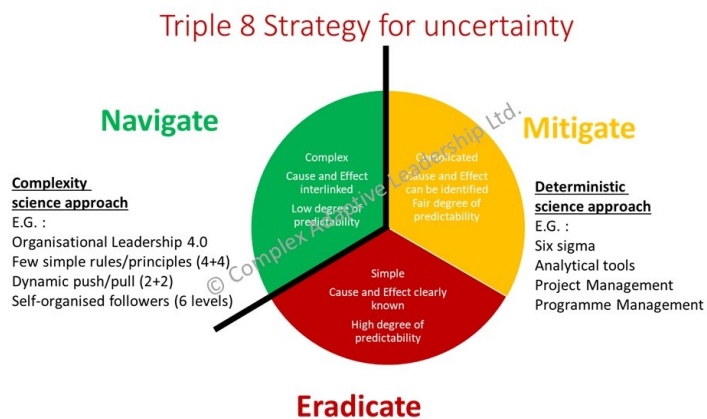 Triple 8 Strategy for uncertainty
Navigate
Mitigate
Complex
Cause and Effect
interlinked
Low degree of
predictability
Complicated
Cause and Effect
can be identified
Fair degree of
predictability
Complexity
science approach
E.G. :
Organisational Leadership 4.0
Few simple rules/principles (4+4)
Dynamic push/pull (2+2)
Self-organised followers (6 levels)
Deterministic
science approach
E.G. :
Six sigma
Analytical tools
Project Management
Programme Management
Simple
Cause and Effect clearly
known
High degree of
predictability
Eradicate
© Complex Adaptive Leadership Ltd.